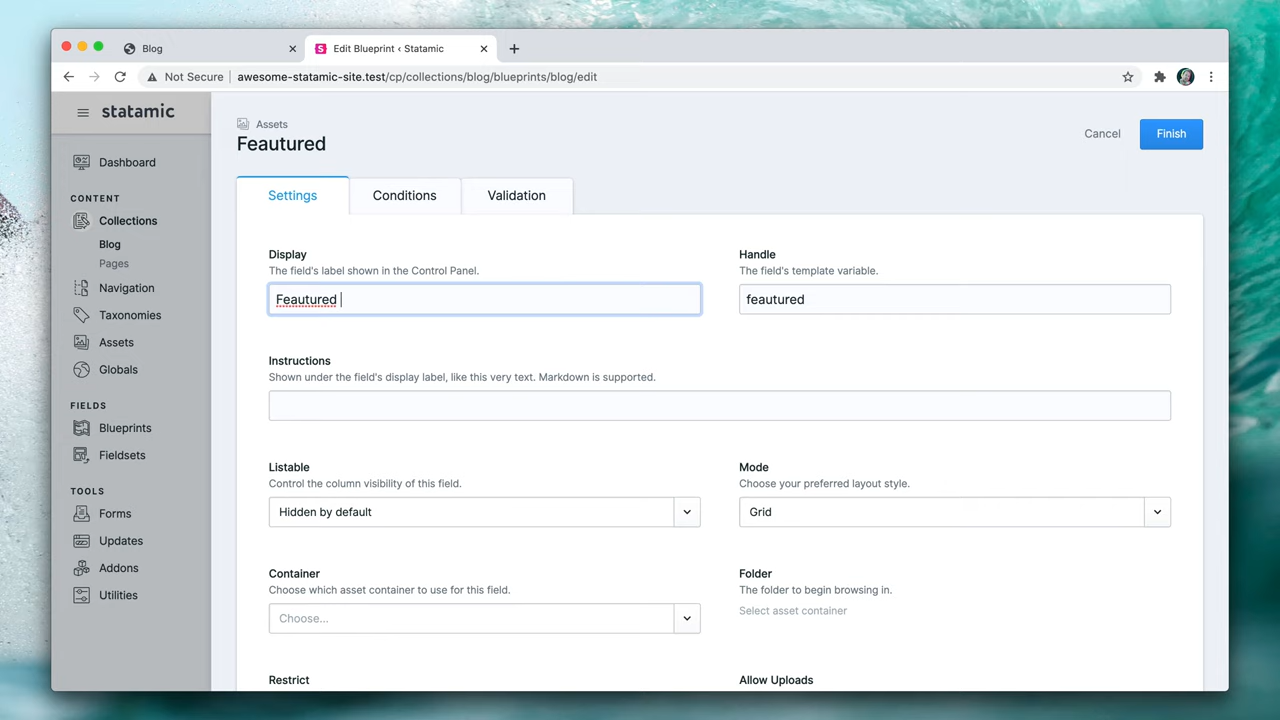 Blog
Edit Blueprint ‹ Statamic
Not Secure
awesome-statamic-site.test/cp/collections/blog/blueprints/blog/edit
statamic
Dashboard
CONTENT
Collections
Blog
Pages
Navigation
Taxonomies
Assets
Globals
FIELDS
Blueprints
Fieldsets
TOOLS
Forms
Updates
Addons
Utilities
Assets
Feautured
Cancel
Finish
Settings
Conditions
Validation
Display
The field's label shown in the Control Panel.
Feautured
Handle
The field's template variable.
feautured
Instructions
Shown under the field's display label, like this very text. Markdown is supported.
Listable
Control the column visibility of this field.
Hidden by default
Mode
Choose your preferred layout style.
Grid
Container
Choose which asset container to use for this field.
Choose...
Folder
The folder to begin browsing in.
Select asset container
Restrict
Allow Uploads